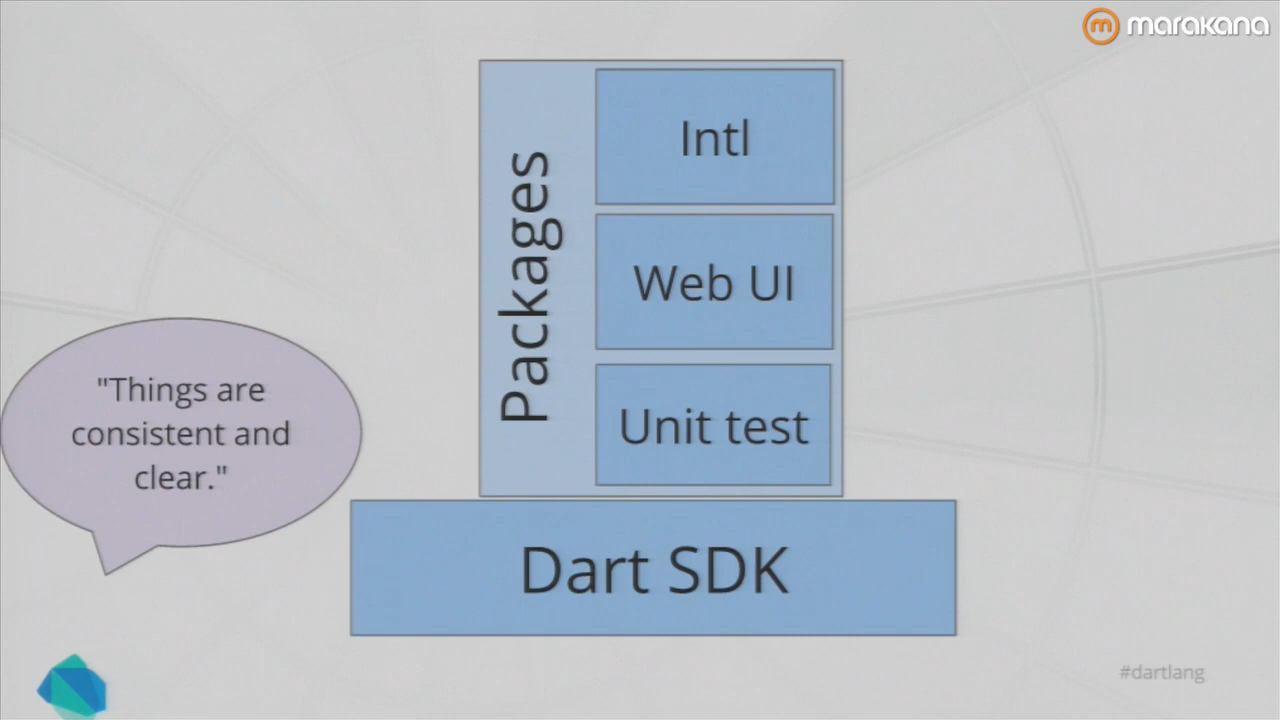 marakana
Packages
Intl
Web UI
Unit test
"Things are
consistent and
clear."
Dart SDK
#dartlang